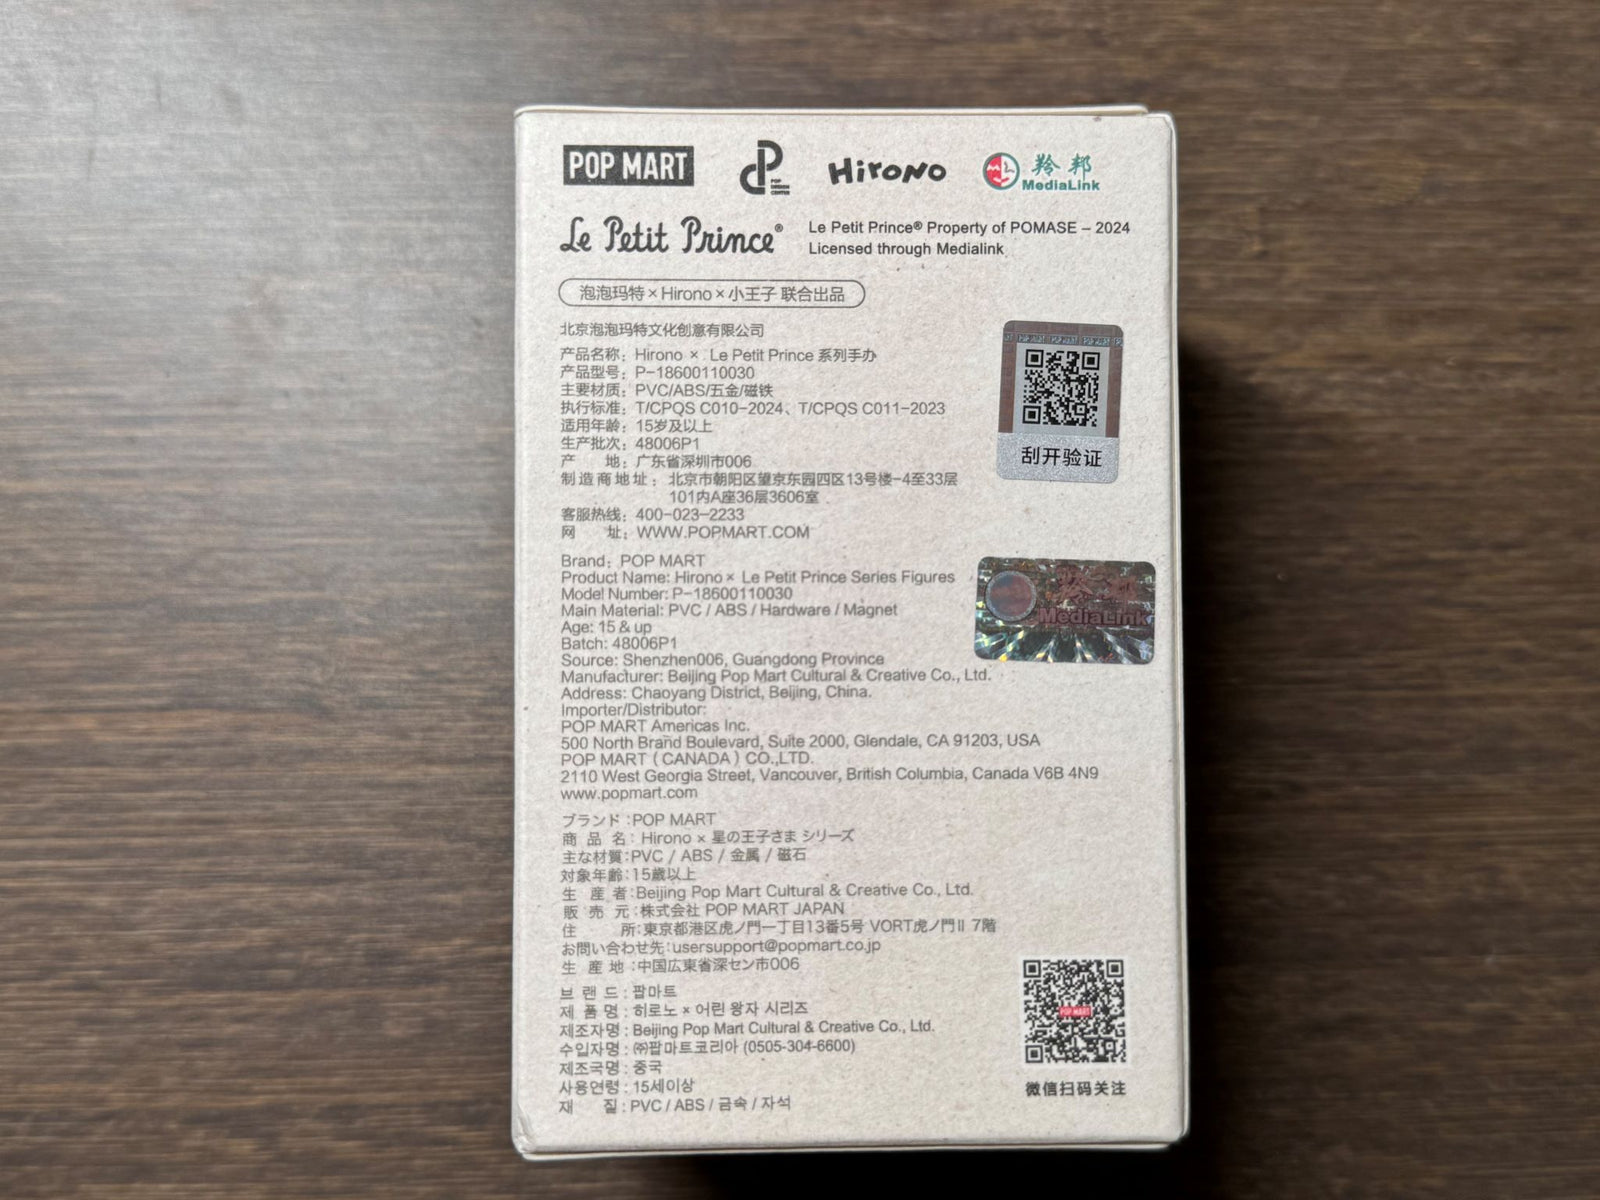 POP MART
POP DESIGN CENTER
Hirono
羚邦
MediaLink
Le Petit Prince®
Le Petit Prince® Property of POMASE – 2024
Licensed through Medialink
泡泡玛特×Hirono×小王子 联合出品
北京泡泡玛特文化创意有限公司
产品名称：Hirono × Le Petit Prince 系列手办
产品型号：P-18600110030
主要材质：PVC/ABS/五金/磁铁
执行标准：T/CPQS C010-2024、T/CPQS C011-2023
适用年龄：15岁及以上
生产批次：48006P1
产 地：广东省深圳市006
制造商地址：北京市朝阳区望京东园四区13号楼-4至33层
101内A座36层3606室
客服热线：400-023-2233
网 址：WWW.POPMART.COM
刮开验证
Brand：POP MART
Product Name: Hirono× Le Petit Prince Series Figures
Model Number: P-18600110030
Main Material: PVC / ABS / Hardware / Magnet
Age: 15 & up
Batch: 48006P1
Source: Shenzhen006, Guangdong Province
Manufacturer: Beijing Pop Mart Cultural & Creative Co., Ltd.
Address: Chaoyang District, Beijing, China.
Importer/Distributor:
POP MART Americas Inc.
500 North Brand Boulevard, Suite 2000, Glendale, CA 91203, USA
POP MART（CANADA）CO.,LTD.
2110 West Georgia Street, Vancouver, British Columbia, Canada V6B 4N9
www.popmart.com
羚邦
MediaLink
ブランド:POP MART
商 品 名：Hirono × 星の王子さま シリーズ
主な材質:PVC / ABS / 金属 / 磁石
対象年齢:15歳以上
生 産 者:Beijing Pop Mart Cultural & Creative Co., Ltd.
販 売 元:株式会社 POP MART JAPAN
住 所:東京都港区虎ノ門一丁目13番5号 VORT虎ノ門Ⅱ 7階
お問い合わせ先:usersupport@popmart.co.jp
生 産 地:中国広東省深セン市006
브 랜 드 : 팝마트
제 품 명 : 히로노 × 어린 왕자 시리즈
제조자명 : Beijing Pop Mart Cultural & Creative Co., Ltd.
수입자명 : ㈜팝마트코리아 (0505-304-6600)
제조국명 : 중국
사용연령 : 15세이상
재 질 : PVC / ABS / 금속 / 자석
POP MART
微信扫码关注